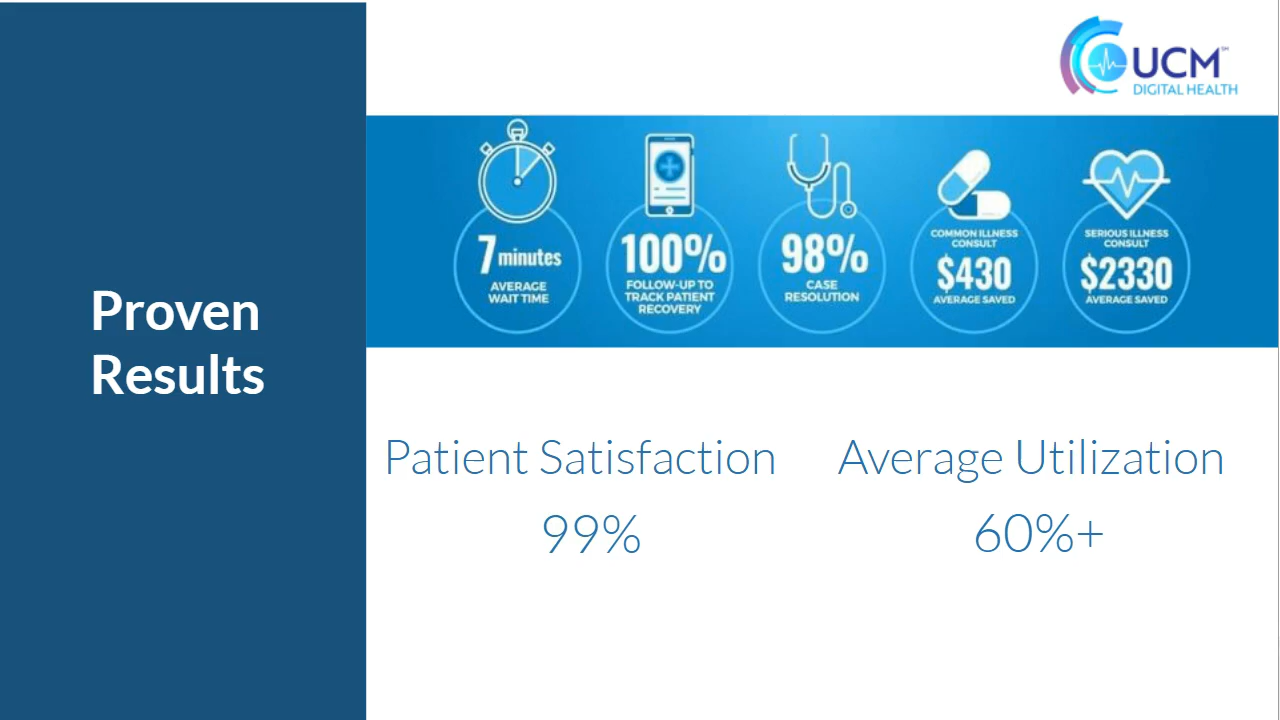 UCM℠
DIGITAL HEALTH
Proven
Results
7 minutes
AVERAGE
WAIT TIME
100%
FOLLOW-UP TO
TRACK PATIENT
RECOVERY
98%
CASE
RESOLUTION
COMMON ILLNESS
CONSULT
$430
AVERAGE SAVED
SERIOUS ILLNESS
CONSULT
$2330
AVERAGE SAVED
Patient Satisfaction
99%
Average Utilization
60%+